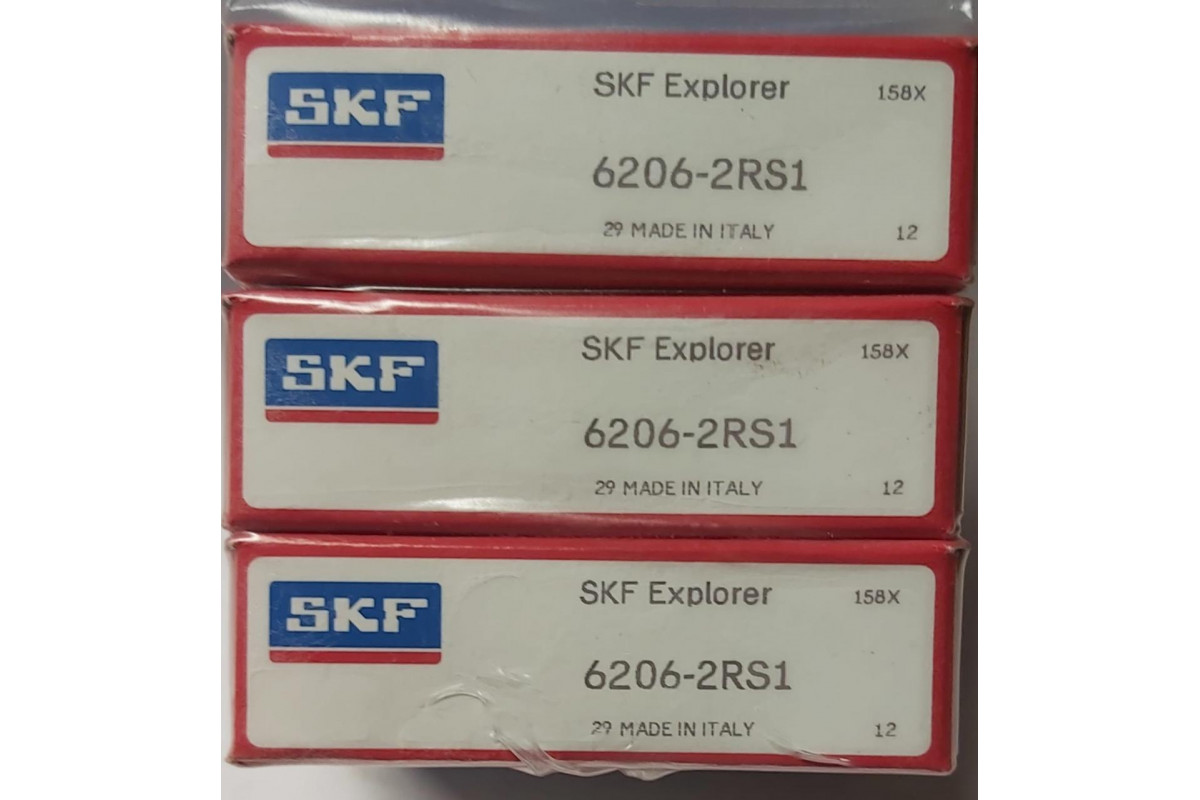 SKF
SKF Explorer 158X
6206-2RS1
29 MADE IN ITALY 12
SKF
SKF Explorer 158X
6206-2RS1
29 MADE IN ITALY 12
SKF
SKF Explorer 158X
6206-2RS1
29 MADE IN ITALY 12